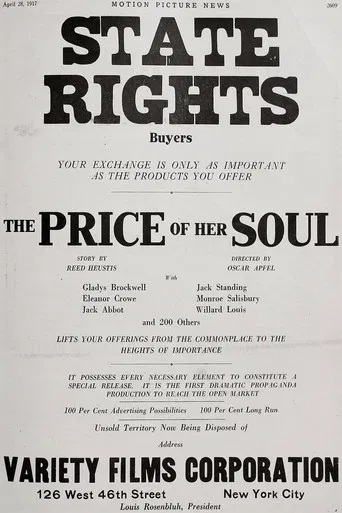 April 28, 1917 MOTION PICTURE NEWS 2609
STATE
RIGHTS
Buyers
YOUR EXCHANGE IS ONLY AS IMPORTANT
AS THE PRODUCTS YOU OFFER
THE PRICE OF HER SOUL
STORY BY DIRECTED BY
REED HEUSTIS OSCAR APFEL
With
Gladys Brockwell Jack Standing
Eleanor Crowe Monroe Salisbury
Jack Abbot Willard Louis
and 200 Others
LIFTS YOUR OFFERINGS FROM THE COMMONPLACE TO THE
HEIGHTS OF IMPORTANCE
IT POSSESSES EVERY NECESSARY ELEMENT TO CONSTITUTE A
SPECIAL RELEASE. IT IS THE FIRST DRAMATIC PROPAGANDA
PRODUCTION TO REACH THE OPEN MARKET
100 Per Cent Advertising Possibilities 100 Per Cent Long Run
Unsold Territory Now Being Disposed of
Address
VARIETY FILMS CORPORATION
126 West 46th Street New York City
Louis Rosenbluh, President